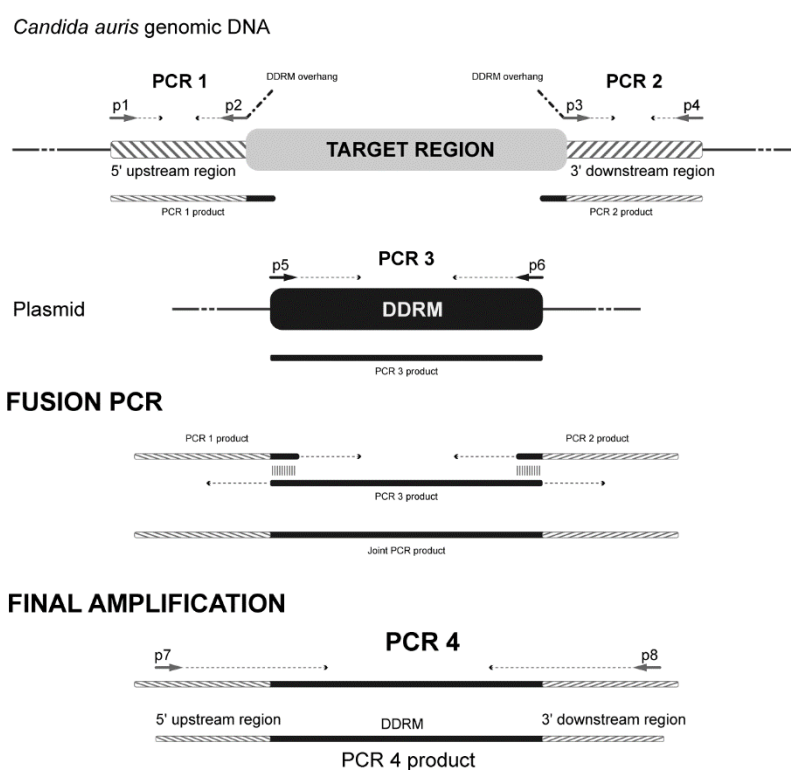 Candida auris genomic DNA
PCR 1
DDRM overhang
DDRM overhang
PCR 2
p1
p2
p3
p4
TARGET REGION
5' upstream region
3' downstream region
PCR 1 product
PCR 2 product
p5
PCR 3
p6
Plasmid
DDRM
PCR 3 product
FUSION PCR
PCR 1 product
PCR 2 product
PCR 3 product
Joint PCR product
FINAL AMPLIFICATION
PCR 4
p7
p8
5' upstream region
DDRM
3' downstream region
PCR 4 product